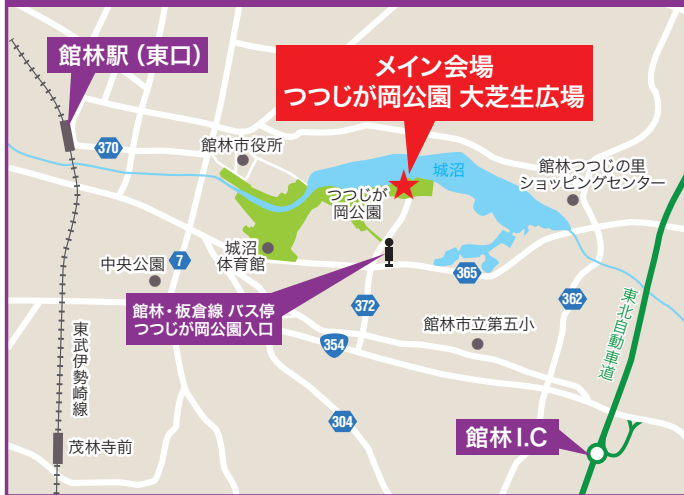 館林駅（東口）
メイン会場
つつじが岡公園 大芝生広場
370
館林市役所
城沼
つつじが
岡公園
館林つつじの里
ショッピングセンター
城沼
体育館
中央公園
7
365
館林・板倉線 バス停
つつじが岡公園入口
372
362
354
館林市立第五小
東武伊勢崎線
東北自動車道
304
茂林寺前
館林I.C